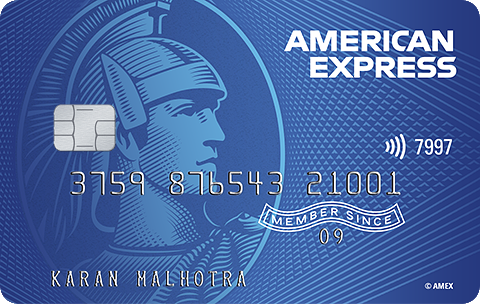 AMERICAN
EXPRESS
7997
3759 876543 21001
MEMBER SINCE
09
KARAN MALHOTRA
© AMEX